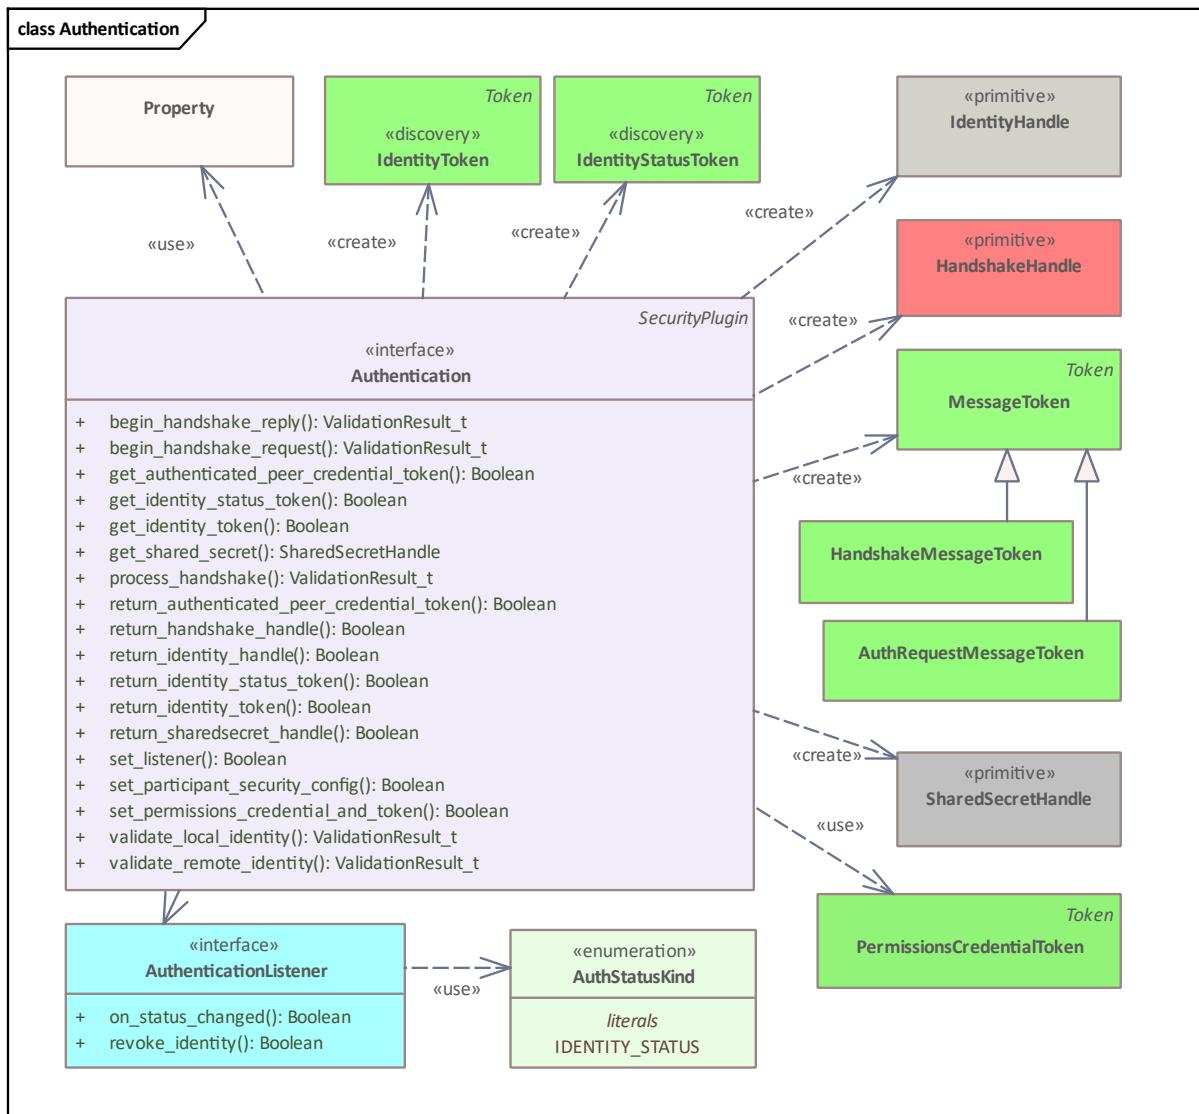 class Authentication
Property
Token
«discovery»
IdentityToken
Token
«discovery»
IdentityStatusToken
«primitive»
IdentityHandle
«use»
«create»
«create»
«create»
«primitive»
HandshakeHandle
«create»
SecurityPlugin
«interface»
Authentication
+ begin_handshake_reply(): ValidationResult_t
+ begin_handshake_request(): ValidationResult_t
+ get_authenticated_peer_credential_token(): Boolean
+ get_identity_status_token(): Boolean
+ get_identity_token(): Boolean
+ get_shared_secret(): SharedSecretHandle
+ process_handshake(): ValidationResult_t
+ return_authenticated_peer_credential_token(): Boolean
+ return_handshake_handle(): Boolean
+ return_identity_handle(): Boolean
+ return_identity_status_token(): Boolean
+ return_identity_token(): Boolean
+ return_sharedsecret_handle(): Boolean
+ set_listener(): Boolean
+ set_participant_security_config(): Boolean
+ set_permissions_credential_and_token(): Boolean
+ validate_local_identity(): ValidationResult_t
+ validate_remote_identity(): ValidationResult_t
Token
MessageToken
«create»
HandshakeMessageToken
AuthRequestMessageToken
«create»
«primitive»
SharedSecretHandle
«use»
Token
PermissionsCredentialToken
«interface»
AuthenticationListener
+ on_status_changed(): Boolean
+ revoke_identity(): Boolean
«use»
«enumeration»
AuthStatusKind
literals
IDENTITY_STATUS